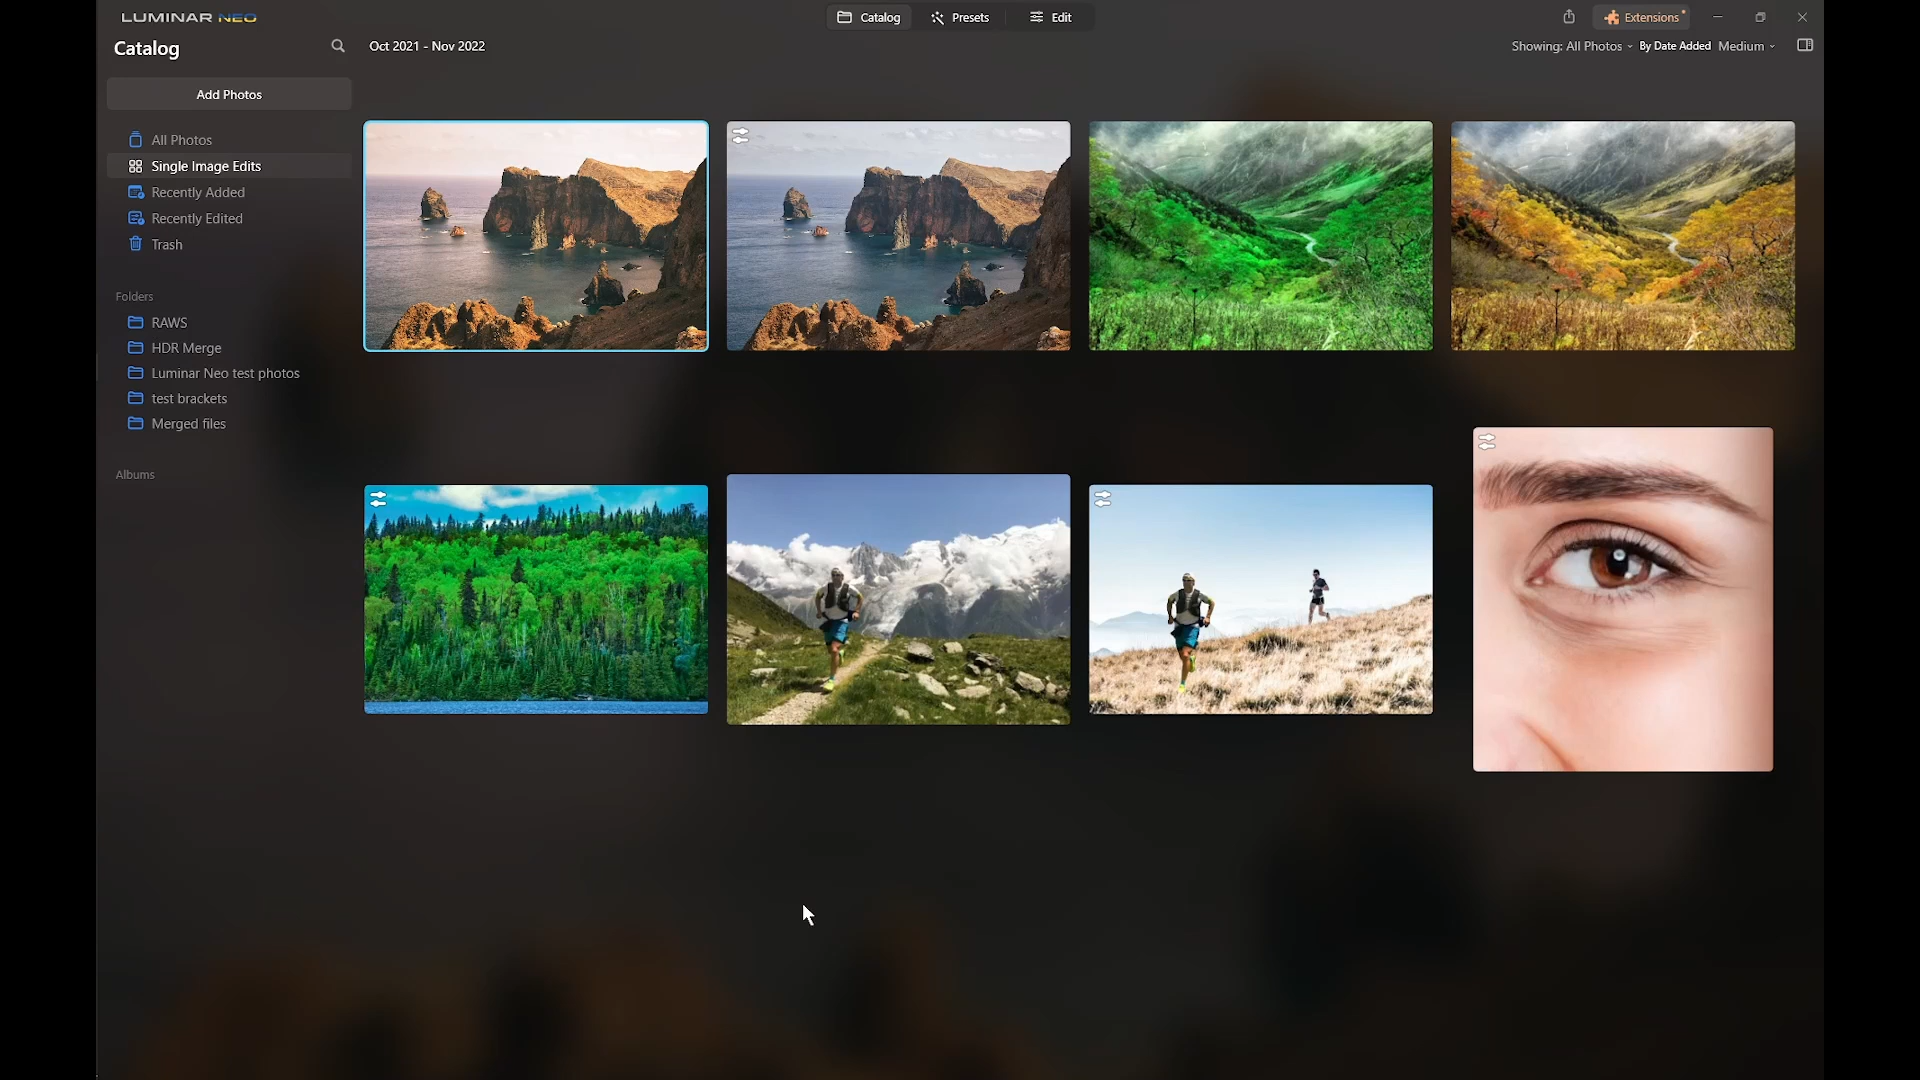 LUMINAR NEO
Catalog
Presets
Edit
Extensions
Catalog
Oct 2021 - Nov 2022
Showing: All Photos
By Date Added
Medium
Add Photos
All Photos
Single Image Edits
Recently Added
Recently Edited
Trash
Folders
RAWS
HDR Merge
Luminar Neo test photos
test brackets
Merged files
Albums